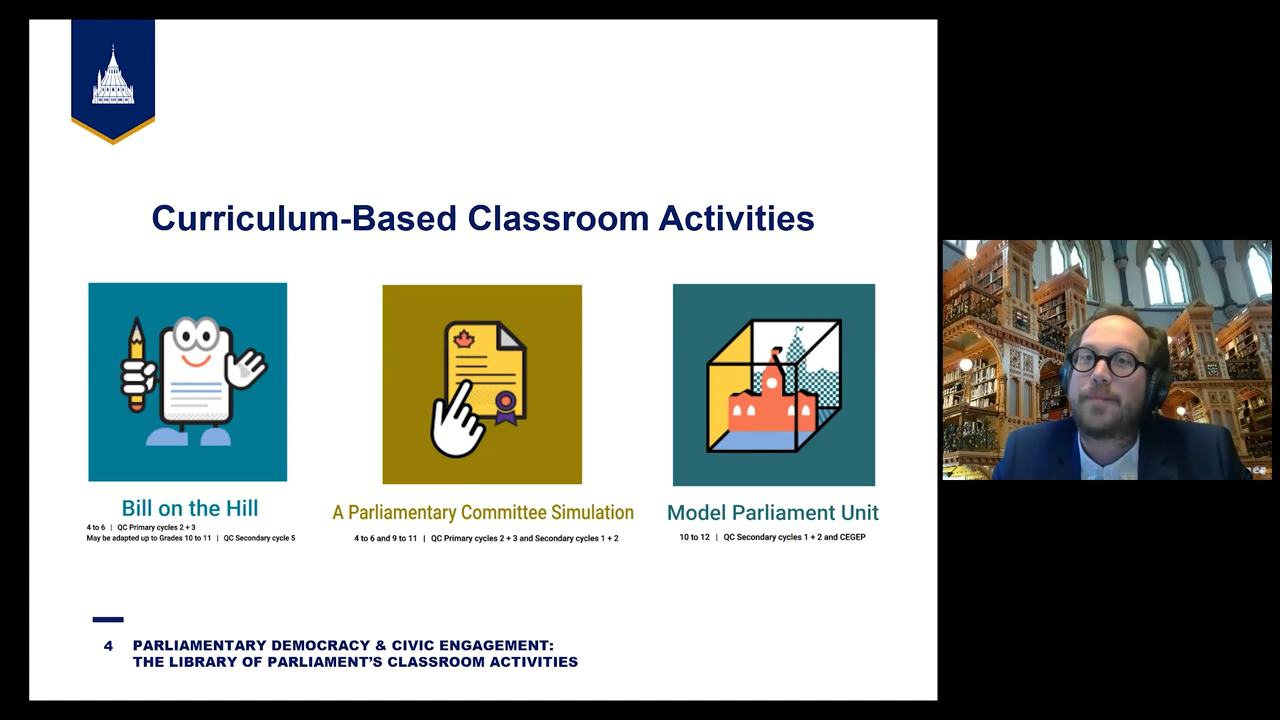 Curriculum-Based Classroom Activities
Bill on the Hill
4 to 6 | QC Primary cycles 2 + 3
May be adapted up to Grades 10 to 11 | QC Secondary cycle 5
A Parliamentary Committee Simulation
4 to 6 and 9 to 11 | QC Primary cycles 2 + 3 and Secondary cycles 1 + 2
Model Parliament Unit
10 to 12 | QC Secondary cycles 1 + 2 and CEGEP
4 PARLIAMENTARY DEMOCRACY & CIVIC ENGAGEMENT:
THE LIBRARY OF PARLIAMENT'S CLASSROOM ACTIVITIES